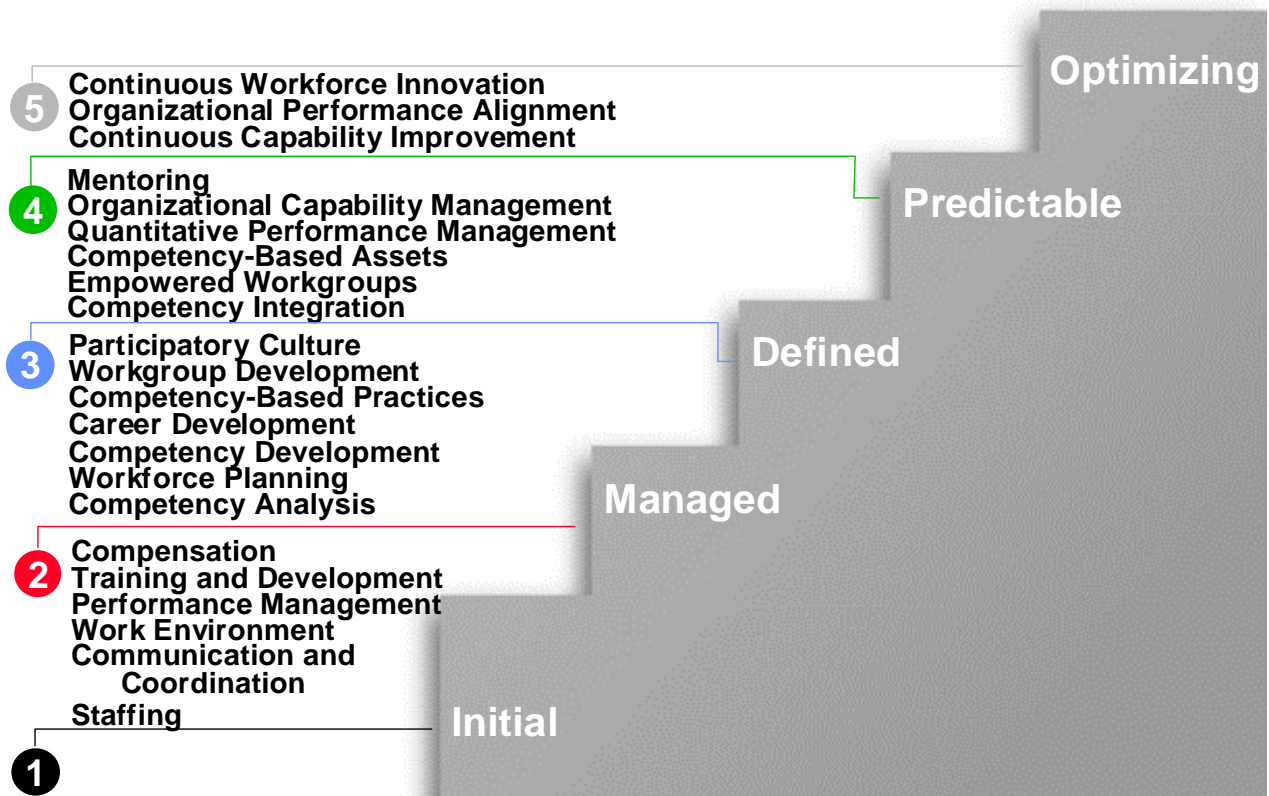 Optimizing
5
Continuous Workforce Innovation
Organizational Performance Alignment
Continuous Capability Improvement
Predictable
4
Mentoring
Organizational Capability Management
Quantitative Performance Management
Competency-Based Assets
Empowered Workgroups
Competency Integration
Defined
3
Participatory Culture
Workgroup Development
Competency-Based Practices
Career Development
Competency Development
Workforce Planning
Competency Analysis
Managed
2
Compensation
Training and Development
Performance Management
Work Environment
Communication and
Coordination
Staffing
Initial
1